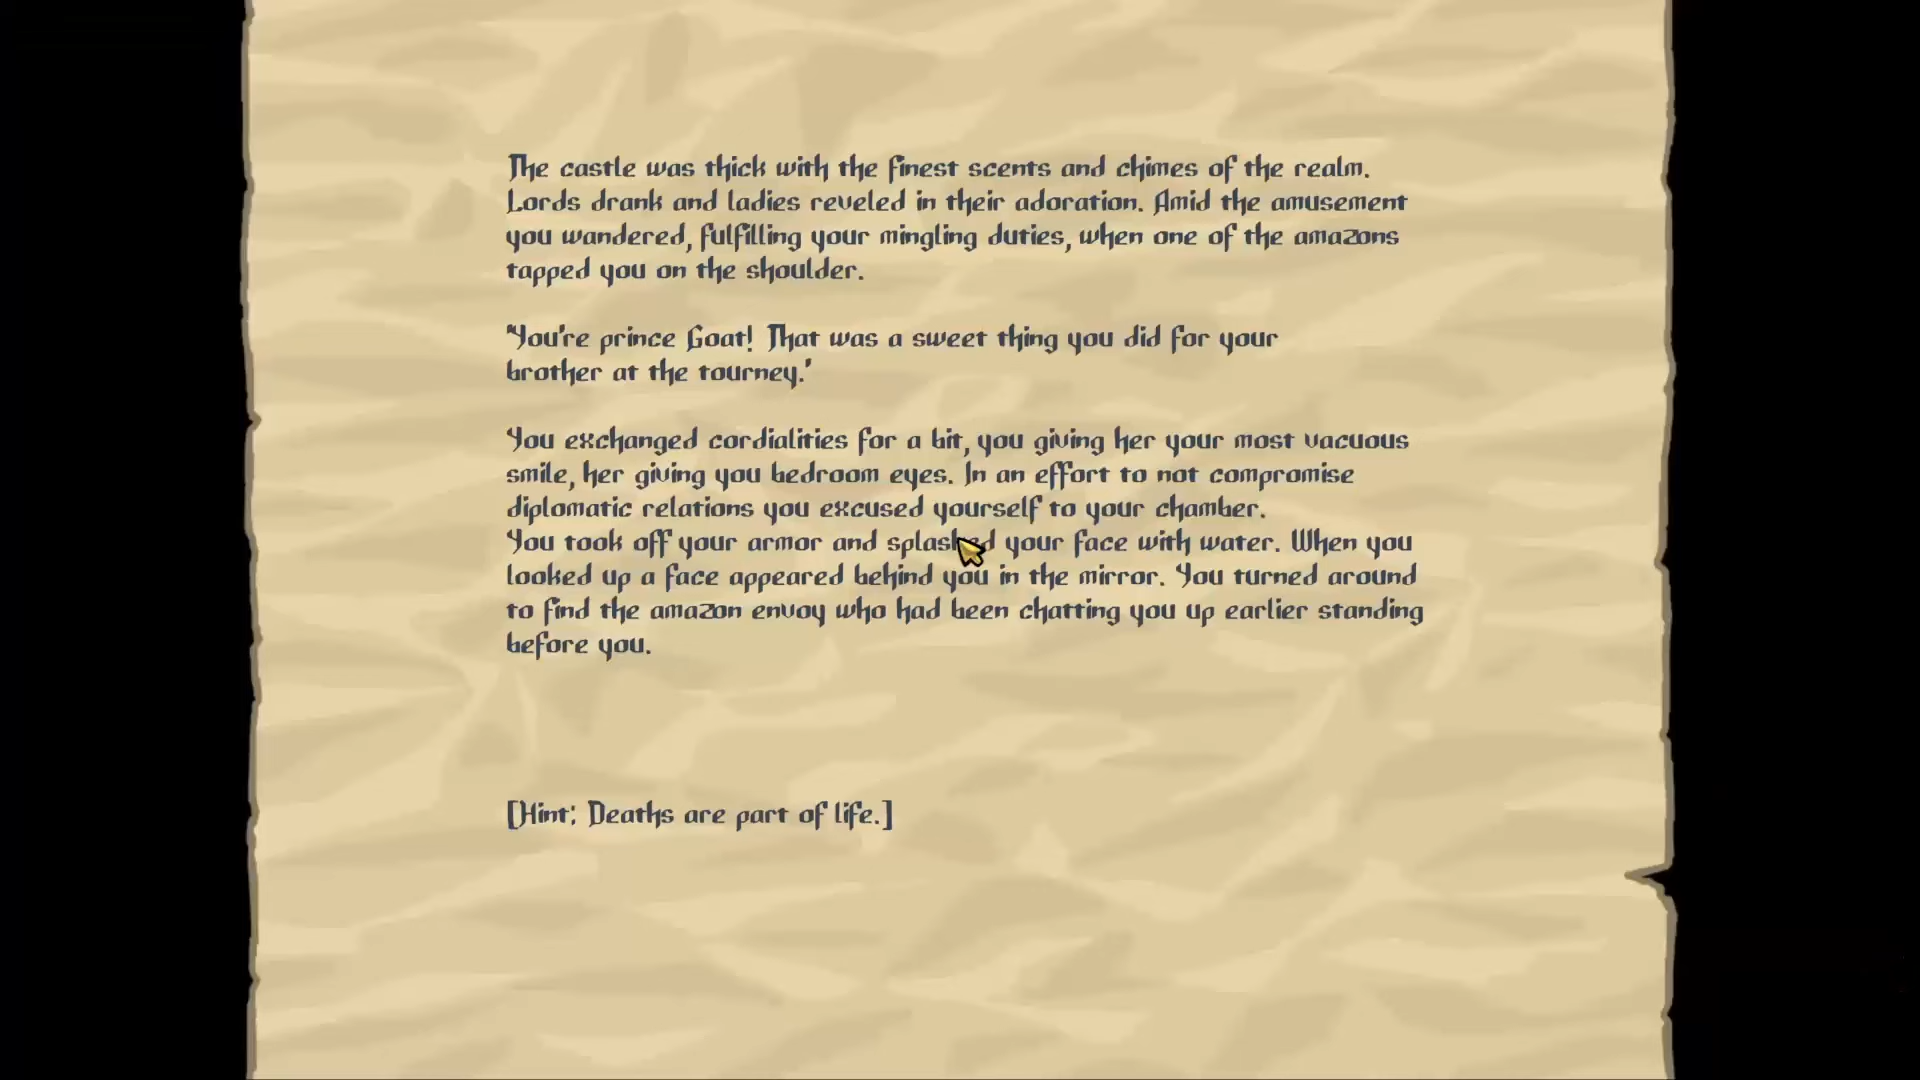 The castle was thick with the finest scents and chimes of the realm.
Lords drank and ladies reveled in their adoration. Amid the amusement
you wandered, fulfilling your mingling duties, when one of the amazons
tapped you on the shoulder.
'You're prince Goat! That was a sweet thing you did for your
brother at the tourney.'
You exchanged cordialities for a bit, you giving her your most vacuous
smile, her giving you bedroom eyes. In an effort to not compromise
diplomatic relations you excused yourself to your chamber.
You took off your armor and splashed your face with water. When you
looked up a face appeared behind you in the mirror. You turned around
to find the amazon envoy who had been chatting you up earlier standing
before you.
[Hint: Deaths are part of life.]